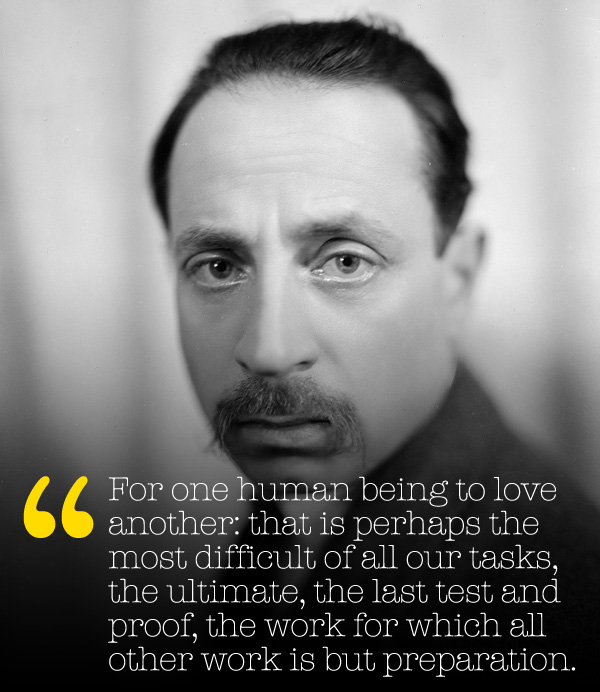 “
For one human being to love
another: that is perhaps the
most difficult of all our tasks,
the ultimate, the last test and
proof, the work for which all
other work is but preparation.